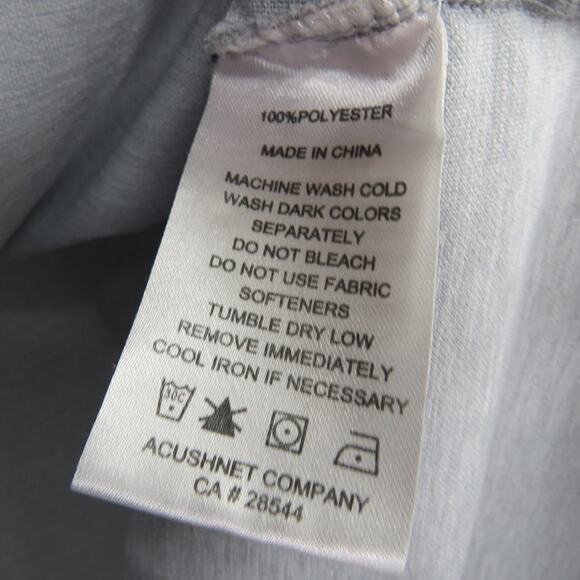 100%POLYESTER
MADE IN CHINA
MACHINE WASH COLD
WASH DARK COLORS
SEPARATELY
DO NOT BLEACH
DO NOT USE FABRIC
SOFTENERS
TUMBLE DRY LOW
REMOVE IMMEDIATELY
COOL IRON IF NECESSARY
30C
ACUSHNET COMPANY
CA # 28544